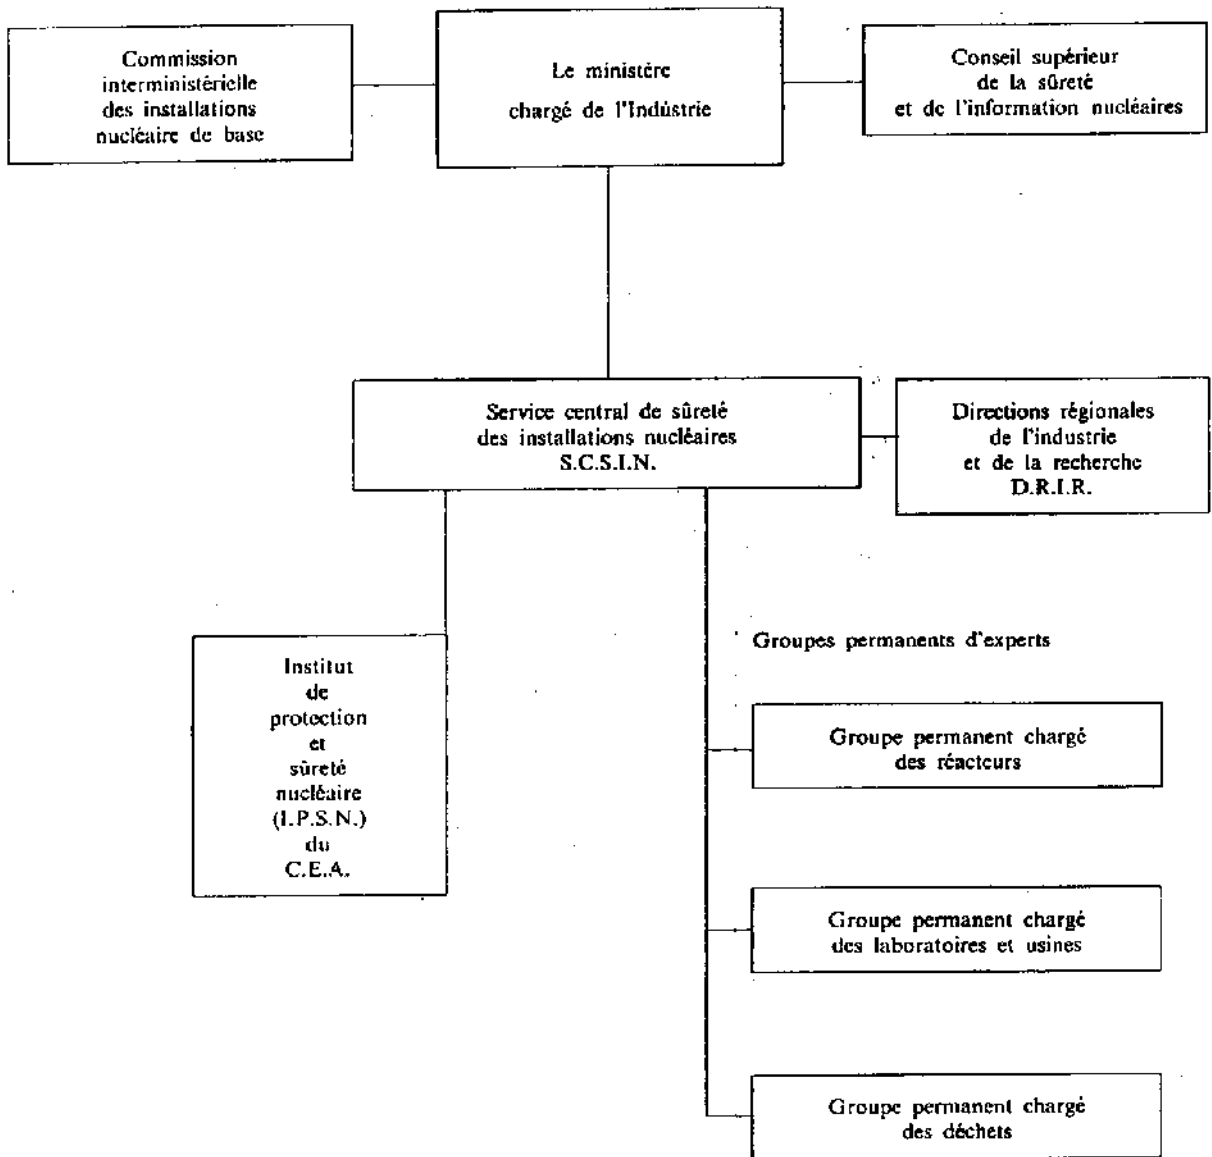 Commission
interministérielle
des installations
nucléaire de base
Le ministére
chargé de l'Indústrie
Conseil supérieur
de la sûreté
et de l'information nucléaires
Service central de sûreté
des installations nucléaires
S.C.S.I.N.
Directions régionales
de l'industrie
et de la recherche
D.R.I.R.
Institut
de
protection
et
sûreté
nucléaire
(I.P.S.N.)
du
C.E.A.
Groupes permanents d'experts
Groupe permanent chargé
des réacteurs
Groupe permanent chargé
des laboratoires et usines
Groupe permanent chargé
des déchets